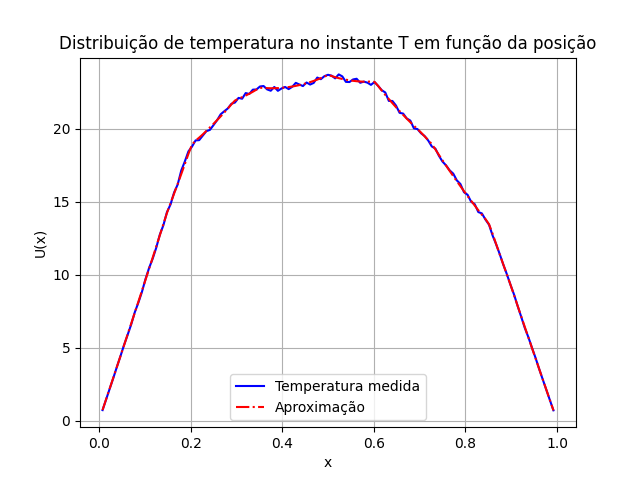 Distribuição de temperatura no instante T em função da posição
U(x)
20
15
10
5
0
0.0 0.2 0.4 0.6 0.8 1.0
x
Temperatura medida
Aproximação